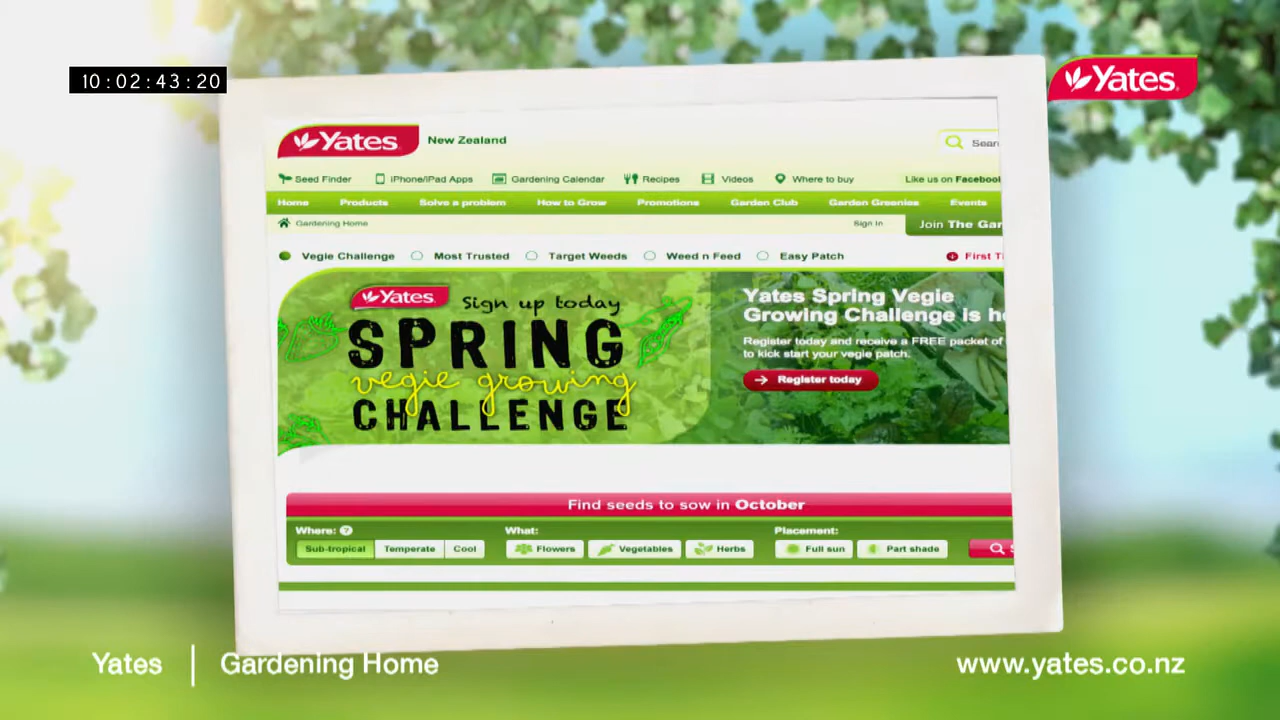 10:02:43:20
Yates
Yates New Zealand
Seed Finder iPhone/iPad Apps Gardening Calendar Recipes Videos Where to buy Like us on
Home Products Solve a problem How to Grow Promotions Garden Club Garden Greenies Events
Gardening Home Sign In Join The
Vegie Challenge Most Trusted Target Weeds Weed n Feed Easy Patch First
Yates Sign up today
SPRING
vegie growing
CHALLENGE
Yates Spring Vegie
Growing Challenge is
Register today and receive a FREE packet of
to kick start your vegie patch.
Register today
Find seeds to sow in October
Where: ? What: Placement:
Sub-tropical Temperate Cool Flowers Vegetables Herbs Full sun Part shade
Yates | Gardening Home www.yates.co.nz